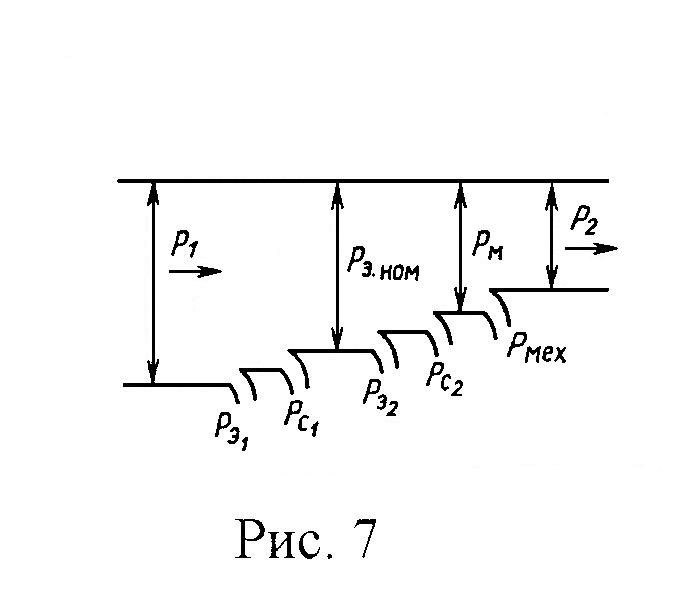 P₁
Pэ.ном
Pм
P₂
Pэ₁
Pс₁
Pэ₂
Pс₂
Pмех
Рис. 7